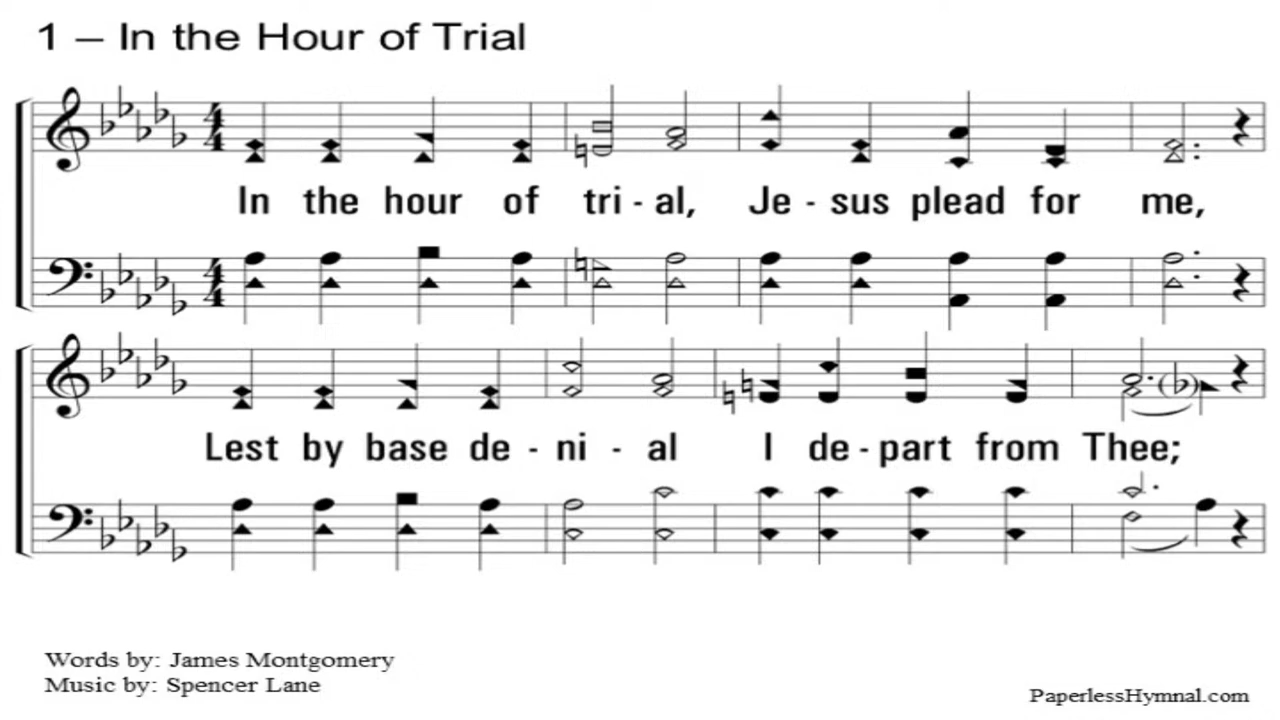 1 – In the Hour of Trial
In the hour of tri - al, Je - sus plead for me,
Lest by base de - ni - al I de - part from Thee;
Words by: James Montgomery
Music by: Spencer Lane
PaperlessHymnal.com